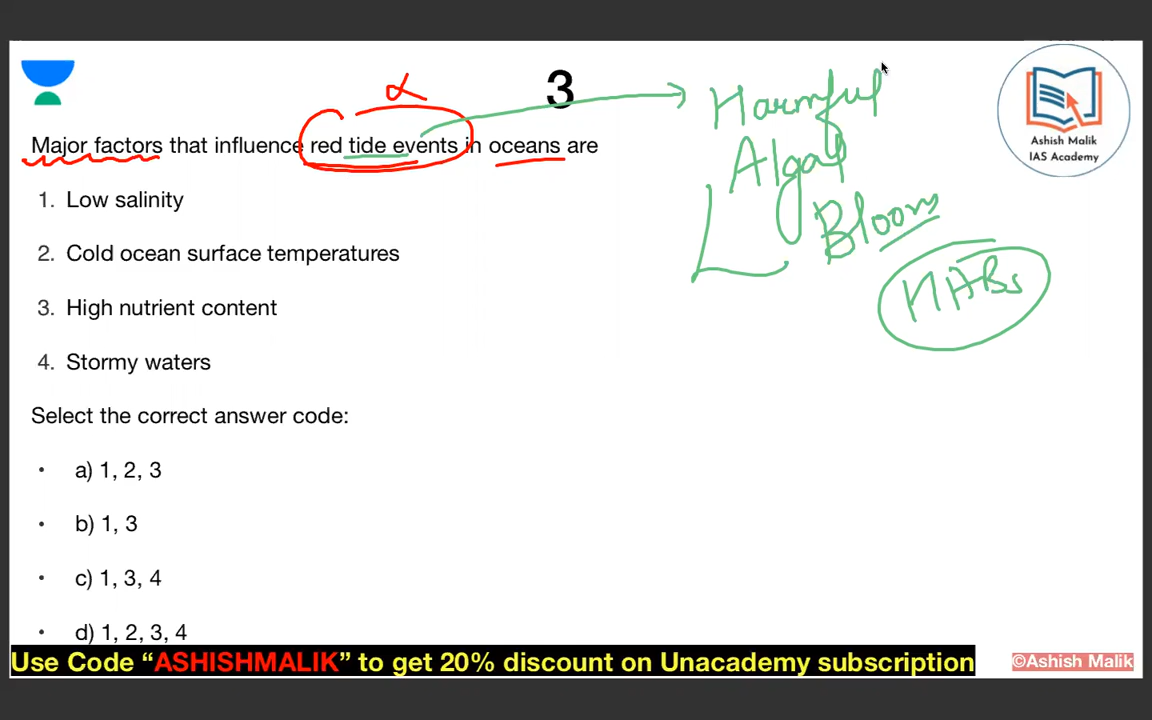 3
α
Harmful
Algal
Bloom
HABs
Major factors that influence red tide events in oceans are
1. Low salinity
2. Cold ocean surface temperatures
3. High nutrient content
4. Stormy waters
Select the correct answer code:
• a) 1, 2, 3
• b) 1, 3
• c) 1, 3, 4
• d) 1, 2, 3, 4
Ashish Malik
IAS Academy
Use Code “ASHISHMALIK” to get 20% discount on Unacademy subscription
©Ashish Malik